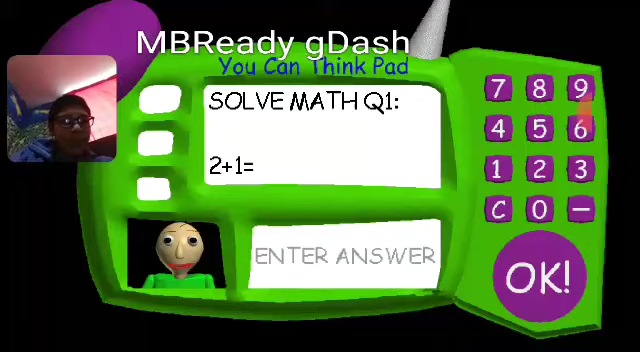 MBReady gDash
You Can Think Pad
SOLVE MATH Q1:
2+1=
ENTER ANSWER
7 8 9
4 5 6
1 2 3
C 0 –
OK!